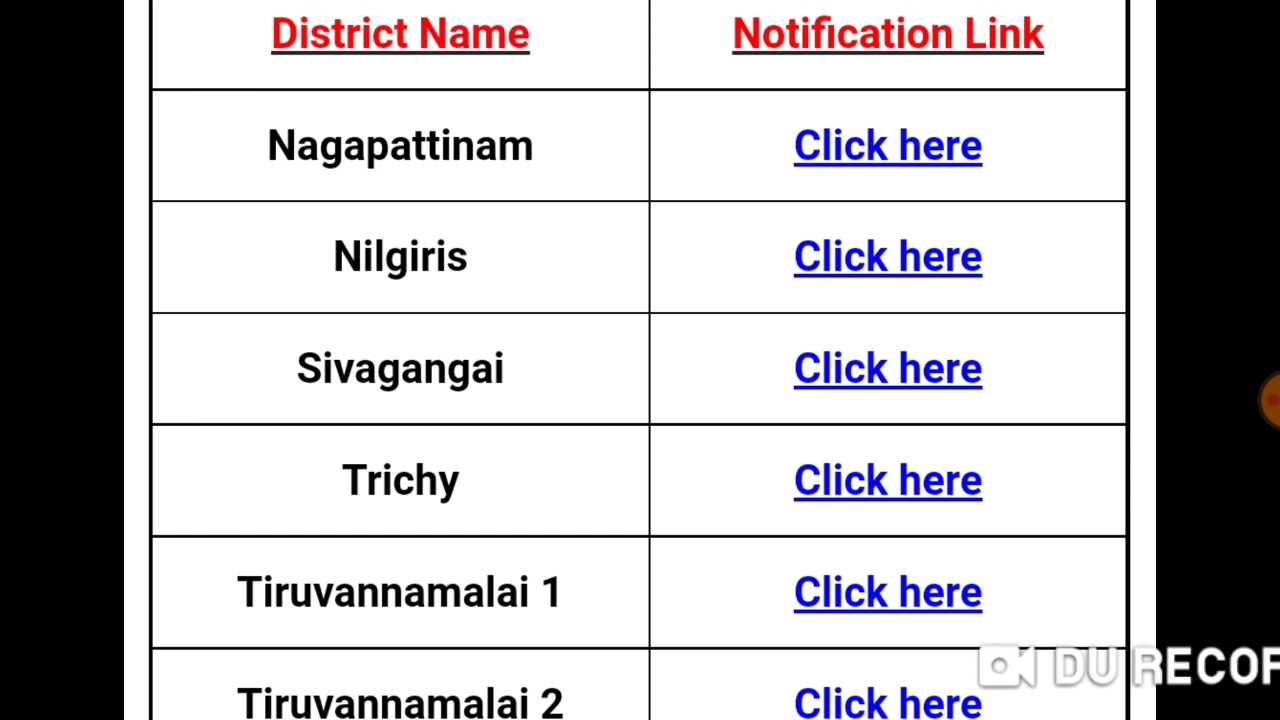 District Name Notification Link
Nagapattinam Click here
Nilgiris Click here
Sivagangai Click here
Trichy Click here
Tiruvannamalai 1 Click here
DU RECOR
Tiruvannamalai 2 Click here